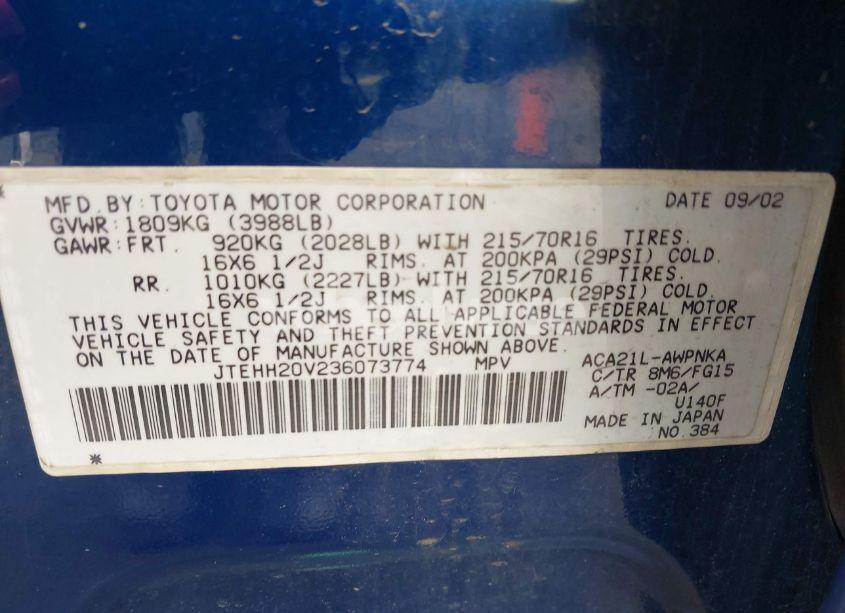 MFD.BY:TOYOTA MOTOR CORPORATION DATE 09/02
GVWR:1809KG (3988LB)
GAWR:FRT. 920KG (2028LB) WITH 215/70R16 TIRES.
16X6 1/2J RIMS. AT 200KPA (29PSI) COLD.
RR. 1010KG (2227LB) WITH 215/70R16 TIRES.
16X6 1/2J RIMS. AT 200KPA (29PSI) COLD.
THIS VEHICLE CONFORMS TO ALL APPLICABLE FEDERAL MOTOR
VEHICLE SAFETY AND THEFT PREVENTION STANDARDS IN EFFECT
ON THE DATE OF MANUFACTURE SHOWN ABOVE.
JTEHH20V236073774 MPV
ACA21L-AWPNKA
C/TR 8M6/FG15
A/TM -02A/
U140F
MADE IN JAPAN
NO.384